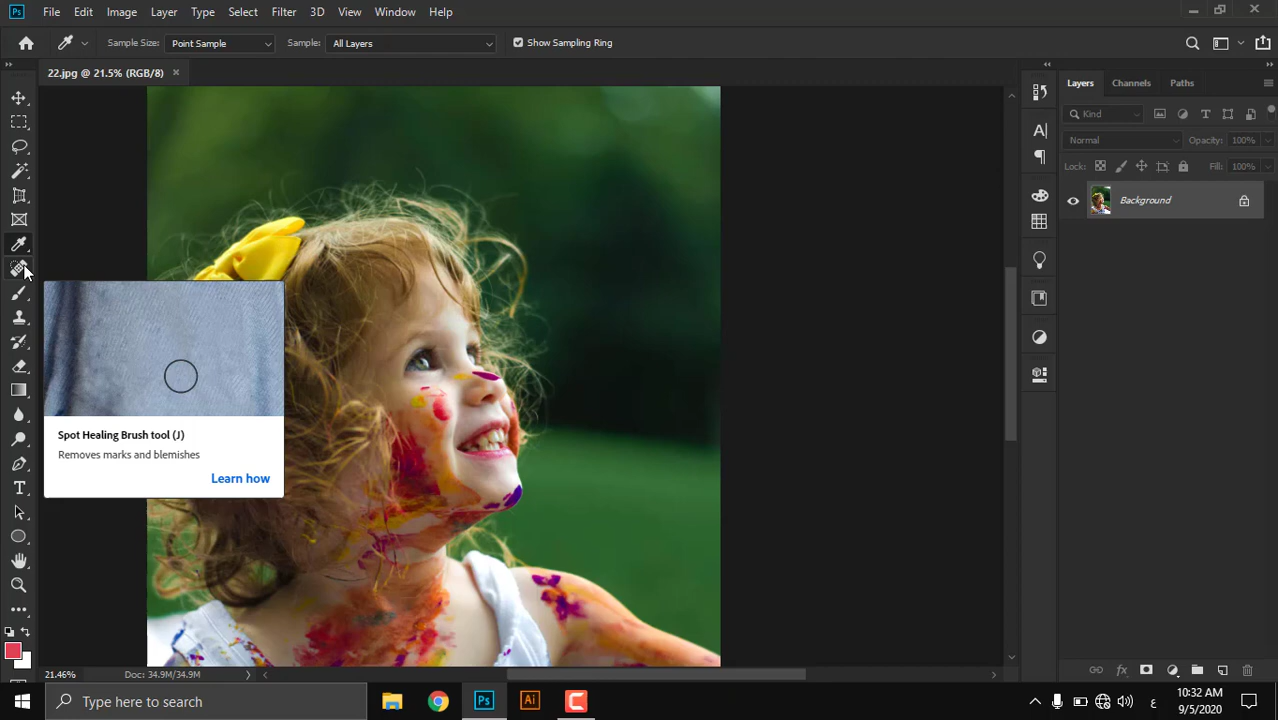 Ps File Edit Image Layer Type Select Filter 3D View Window Help
Sample Size: Point Sample Sample: All Layers Show Sampling Ring
22.jpg @ 21.5% (RGB/8) ×
Layers Channels Paths
Kind
Normal Opacity: 100%
Lock: Fill: 100%
Background
Spot Healing Brush tool (J)
Removes marks and blemishes
Learn how
21.46% Doc: 34.9M/34.9M
Type here to search
Ps Ai
ع
10:32 AM
9/5/2020